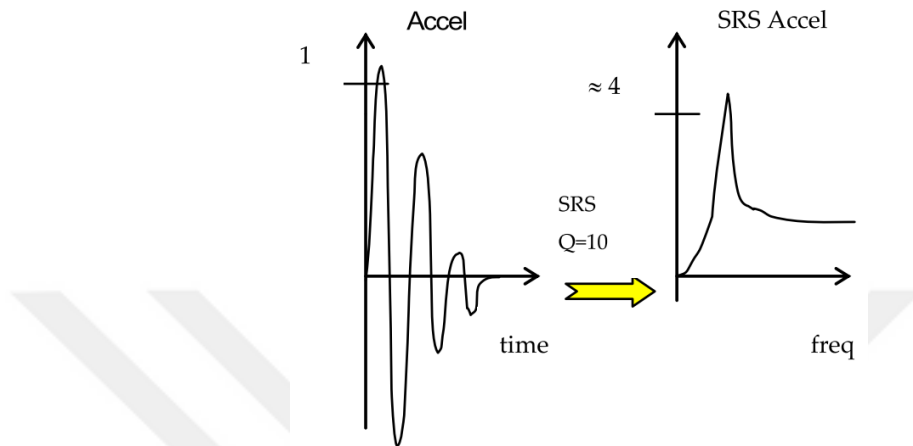 Accel
1
time
SRS
Q=10
SRS Accel
≈ 4
freq